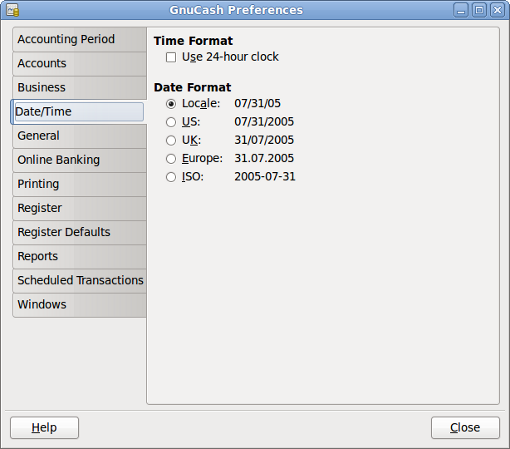 GnuCash Preferences
Accounting Period
Accounts
Business
Date/Time
General
Online Banking
Printing
Register
Register Defaults
Reports
Scheduled Transactions
Windows
Time Format
Use 24-hour clock
Date Format
Locale: 07/31/05
US: 07/31/2005
UK: 31/07/2005
Europe: 31.07.2005
ISO: 2005-07-31
Help
Close